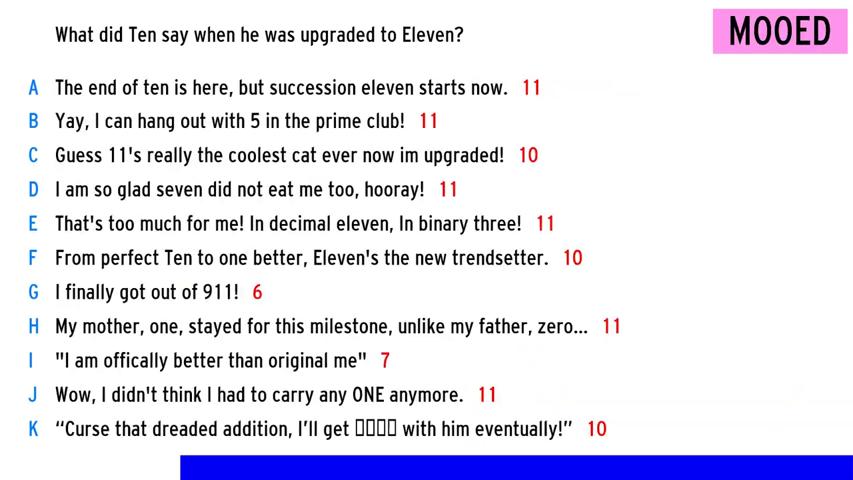 What did Ten say when he was upgraded to Eleven?
MOOED
A The end of ten is here, but succession eleven starts now. 11
B Yay, I can hang out with 5 in the prime club! 11
C Guess 11's really the coolest cat ever now im upgraded! 10
D I am so glad seven did not eat me too, hooray! 11
E That's too much for me! In decimal eleven, In binary three! 11
F From perfect Ten to one better, Eleven's the new trendsetter. 10
G I finally got out of 911! 6
H My mother, one, stayed for this milestone, unlike my father, zero... 11
I "I am offically better than original me" 7
J Wow, I didn't think I had to carry any ONE anymore. 11
K “Curse that dreaded addition, I’ll get ▯▯▯▯ with him eventually!” 10